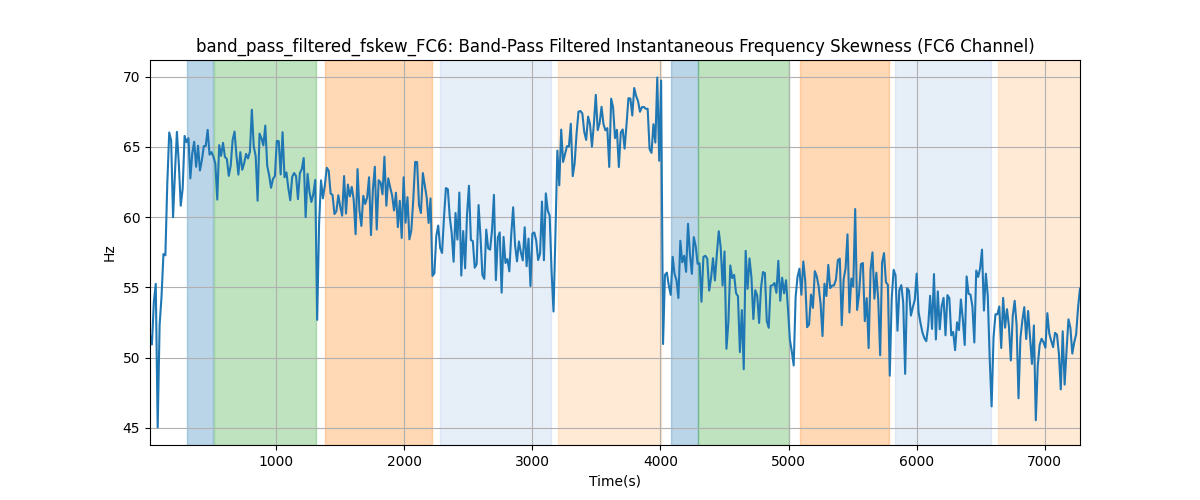 band_pass_filtered_fskew_FC6: Band-Pass Filtered Instantaneous Frequency Skewness (FC6 Channel)
70
65
60
55
50
45
Hz
1000 2000 3000 4000 5000 6000 7000
Time(s)